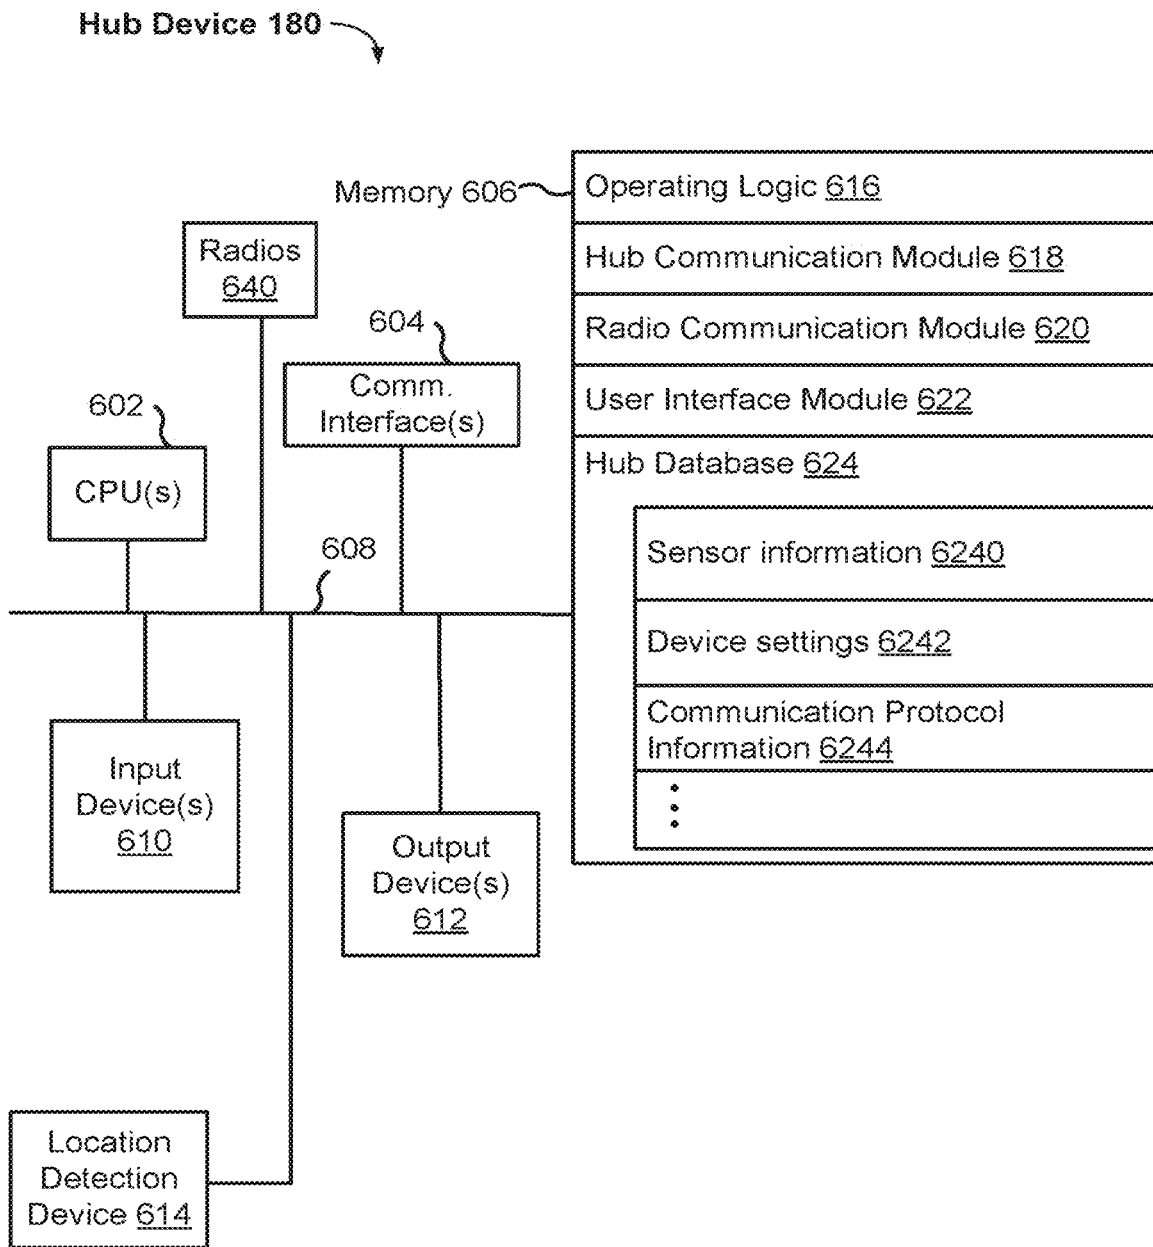 Hub Device 180
Memory 606
Operating Logic 616
Hub Communication Module 618
Radio Communication Module 620
User Interface Module 622
Hub Database 624
Sensor information 6240
Device settings 6242
Communication Protocol
Information 6244
Radios
640
604
Comm.
Interface(s)
602
CPU(s)
608
Input
Device(s)
610
Output
Device(s)
612
Location
Detection
Device 614